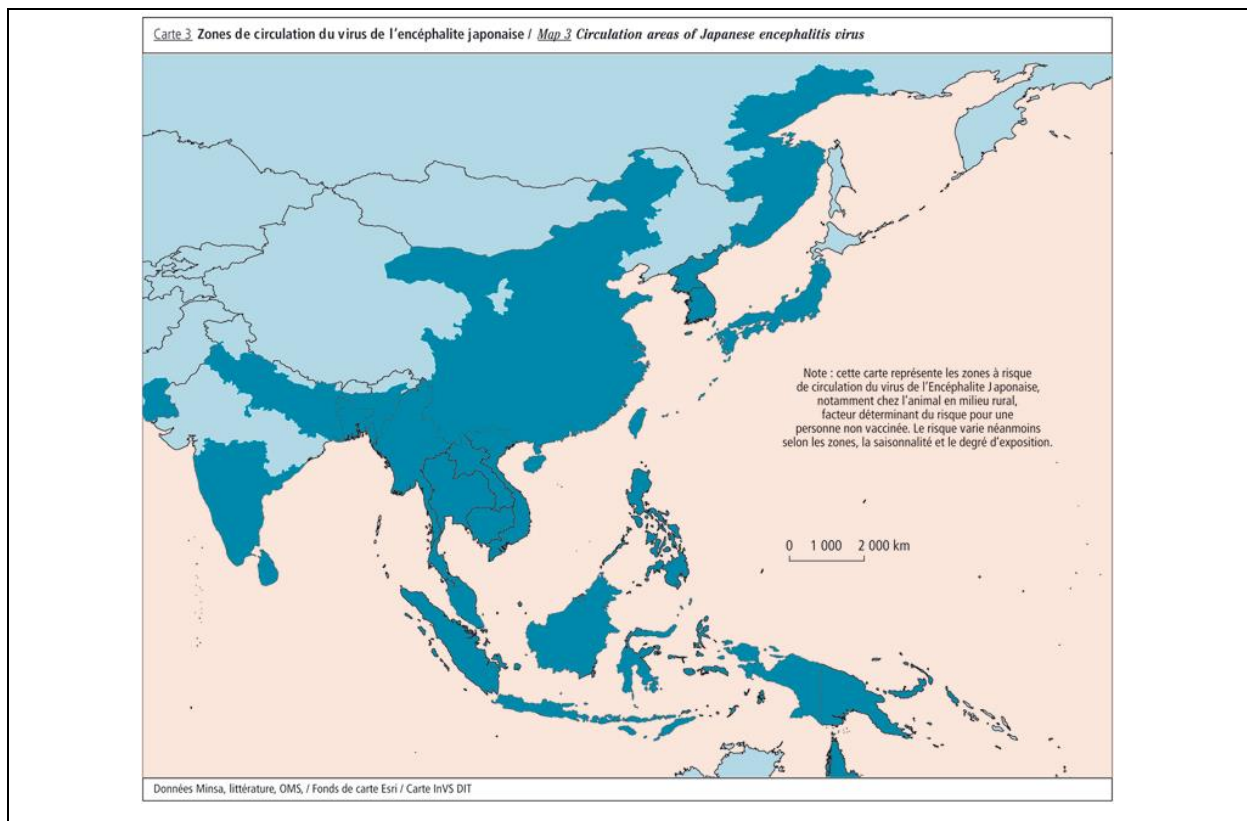 Carte 3 Zones de circulation du virus de l'encéphalite japonaise / Map 3 Circulation areas of Japanese encephalitis virus
Note : cette carte représente les zones à risque
de circulation du virus de l'Encéphalite Japonaise,
notamment chez l'animal en milieu rural,
facteur déterminant du risque pour une
personne non vaccinée. Le risque varie néanmoins
selon les zones, la saisonnalité et le degré d'exposition.
0 1 000 2 000 km
Données Minsa, littérature, OMS, / Fonds de carte Esri / Carte InVS DIT